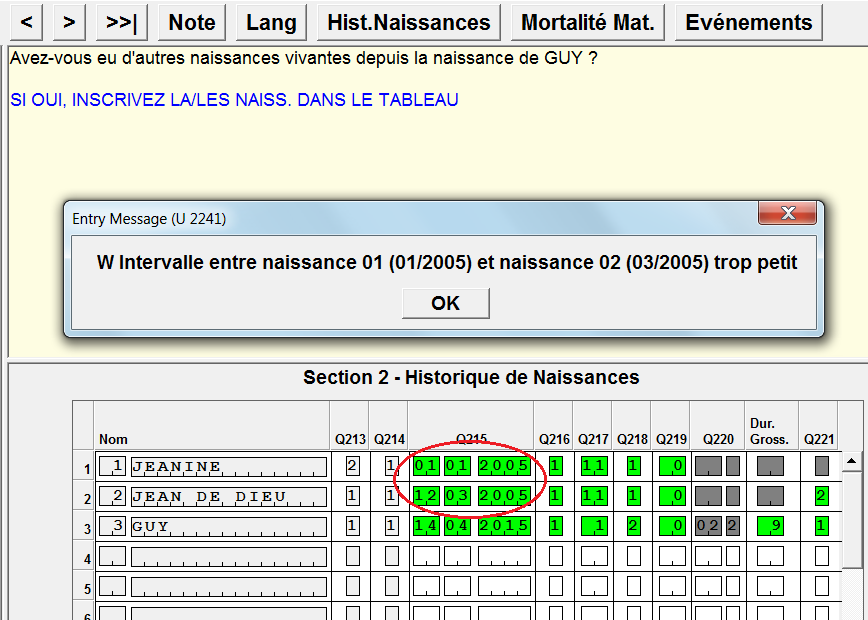 < > >>| Note Lang Hist.Naissances Mortalité Mat. Evénements
Avez-vous eu d'autres naissances vivantes depuis la naissance de GUY ?
SI OUI, INSCRIVEZ LA/LES NAISS. DANS LE TABLEAU
Entry Message (U 2241)
W Intervalle entre naissance 01 (01/2005) et naissance 02 (03/2005) trop petit
OK
Section 2 - Historique de Naissances
Nom Q213 Q214 Q215 Q216 Q217 Q218 Q219 Q220 Dur. Gross. Q221
1 1 JEANINE 2 1 01 01 2005 1 11 1 0
2 2 JEAN DE DIEU 1 1 12 03 2005 1 11 1 0 2
3 3 GUY 1 1 14 04 2015 1 1 2 0 02 2 9 1
4
5
6